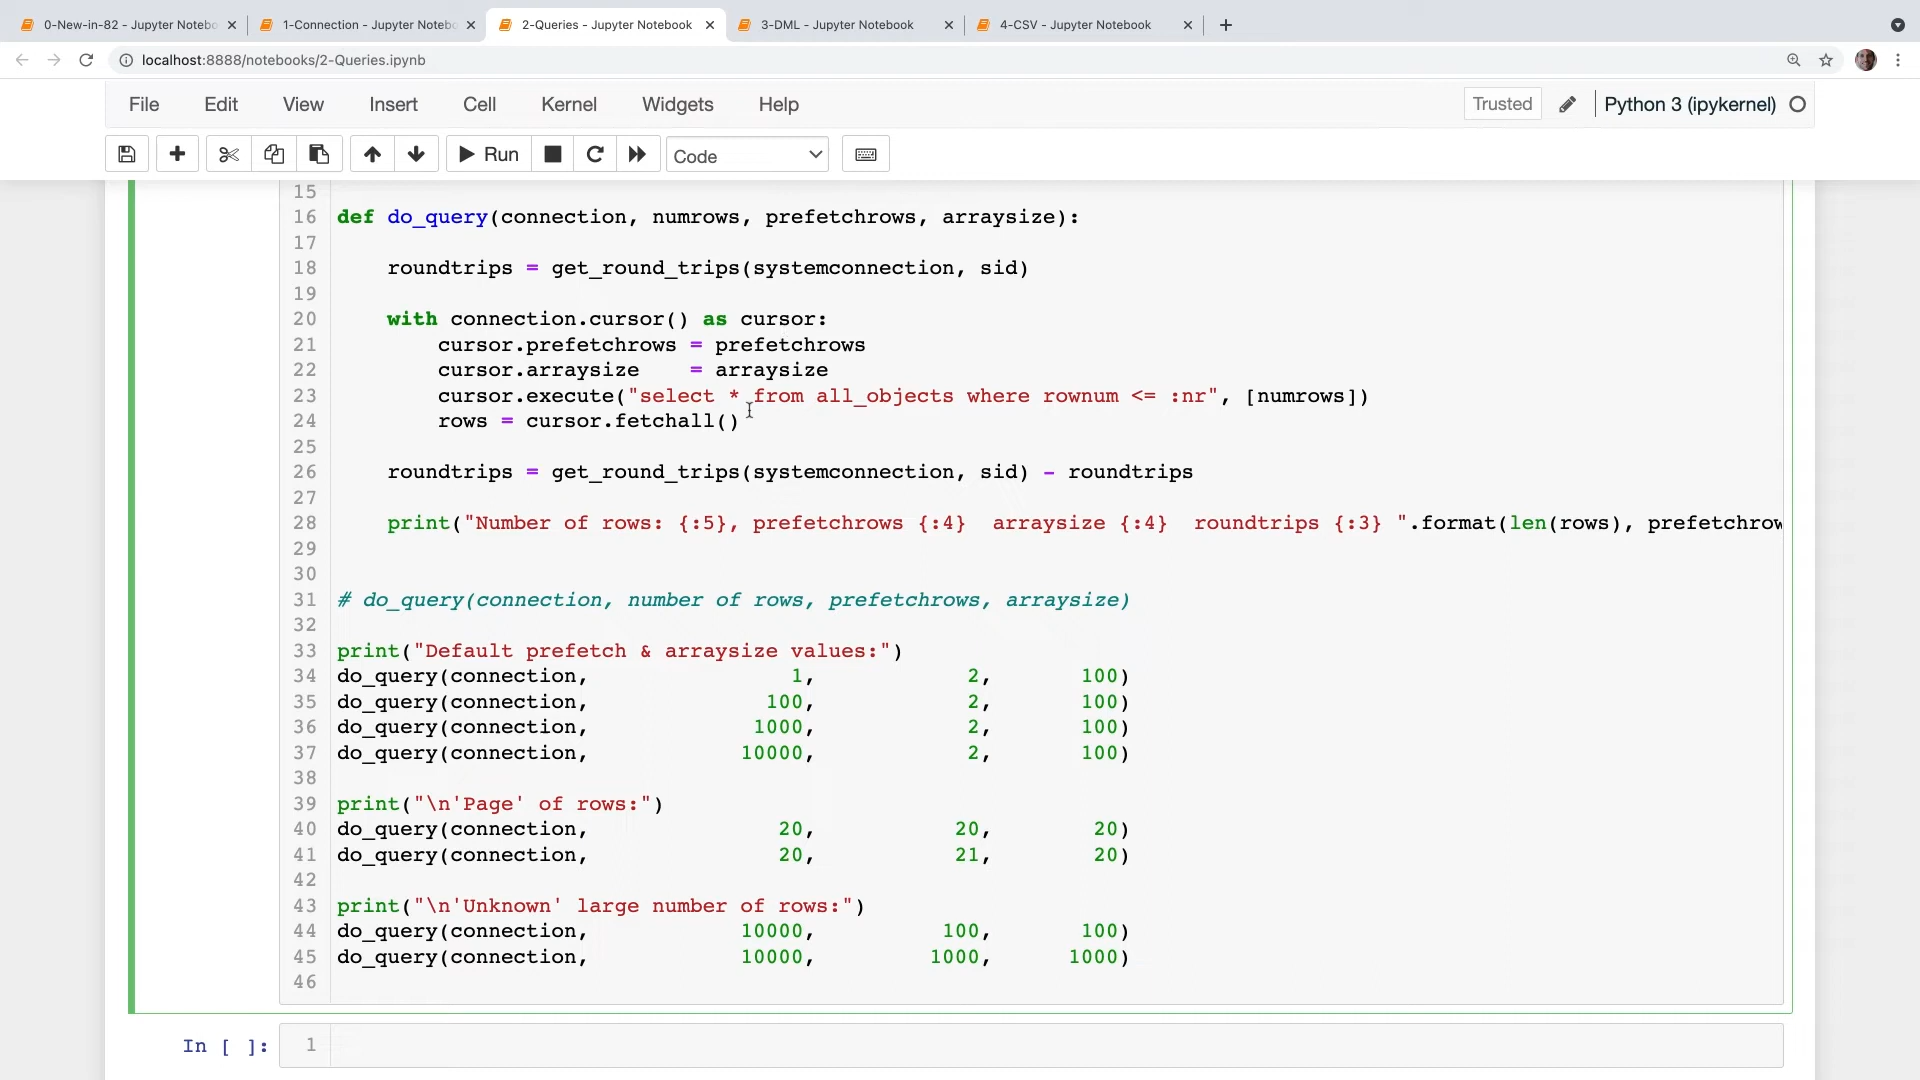 0-New-in-82 - Jupyter Notebo
1-Connection - Jupyter Notebo
2-Queries - Jupyter Notebook
3-DML - Jupyter Notebook
4-CSV - Jupyter Notebook
localhost:8888/notebooks/2-Queries.ipynb
File Edit View Insert Cell Kernel Widgets Help Trusted Python 3 (ipykernel)
Run Code
15
16 def do_query(connection, numrows, prefetchrows, arraysize):
17
18     roundtrips = get_round_trips(systemconnection, sid)
19
20     with connection.cursor() as cursor:
21         cursor.prefetchrows = prefetchrows
22         cursor.arraysize    = arraysize
23         cursor.execute("select * from all_objects where rownum <= :nr", [numrows])
24         rows = cursor.fetchall()
25
26     roundtrips = get_round_trips(systemconnection, sid) - roundtrips
27
28     print("Number of rows: {:5}, prefetchrows {:4}  arraysize {:4}  roundtrips {:3} ".format(len(rows), prefetchrow
29
30
31 # do_query(connection, number of rows, prefetchrows, arraysize)
32
33 print("Default prefetch & arraysize values:")
34 do_query(connection,                1,            2,       100)
35 do_query(connection,              100,            2,       100)
36 do_query(connection,             1000,            2,       100)
37 do_query(connection,            10000,            2,       100)
38
39 print("\n'Page' of rows:")
40 do_query(connection,               20,           20,        20)
41 do_query(connection,               20,           21,        20)
42
43 print("\n'Unknown' large number of rows:")
44 do_query(connection,            10000,          100,       100)
45 do_query(connection,            10000,         1000,      1000)
46
In [ ]: 1